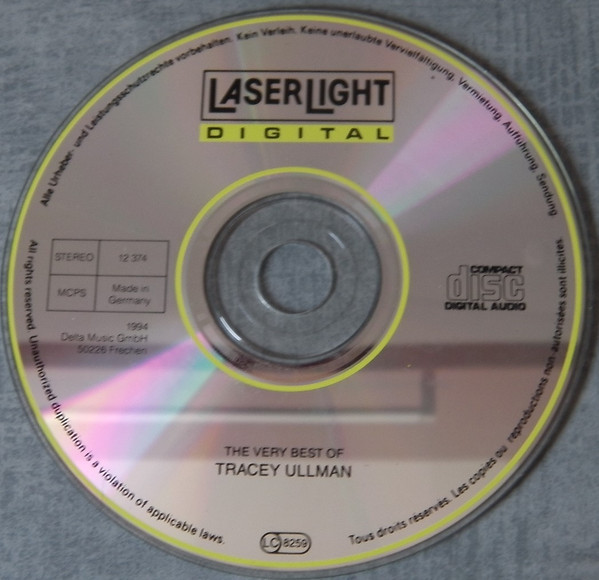 Alle Urheber- und Leistungsschutzrechte vorbehalten. Kein Verleih. Keine unerlaubte Vervielfältigung, Vermietung, Aufführung, Sendung
LASERLIGHT
DIGITAL
STEREO 12 374
MCPS Made in
Germany
1994
Delta Music GmbH
50226 Frechen
COMPACT
disc
DIGITAL AUDIO
THE VERY BEST OF
TRACEY ULLMAN
LC 8259
All rights reserved. Unauthorized duplication is a violation of applicable laws.
Tous droits réservés. Les copies ou reproductions non autorisées sont illicites.